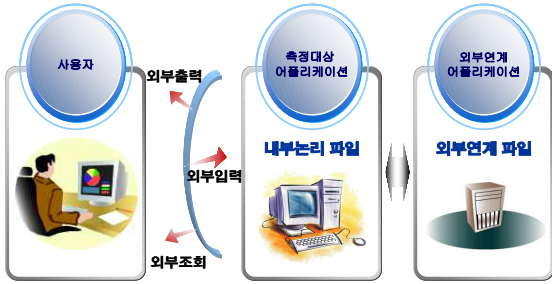 사용자
측정대상
어플리케이션
외부연계
어플리케이션
외부출력
내부논리 파일
외부연계 파일
외부입력
외부조회